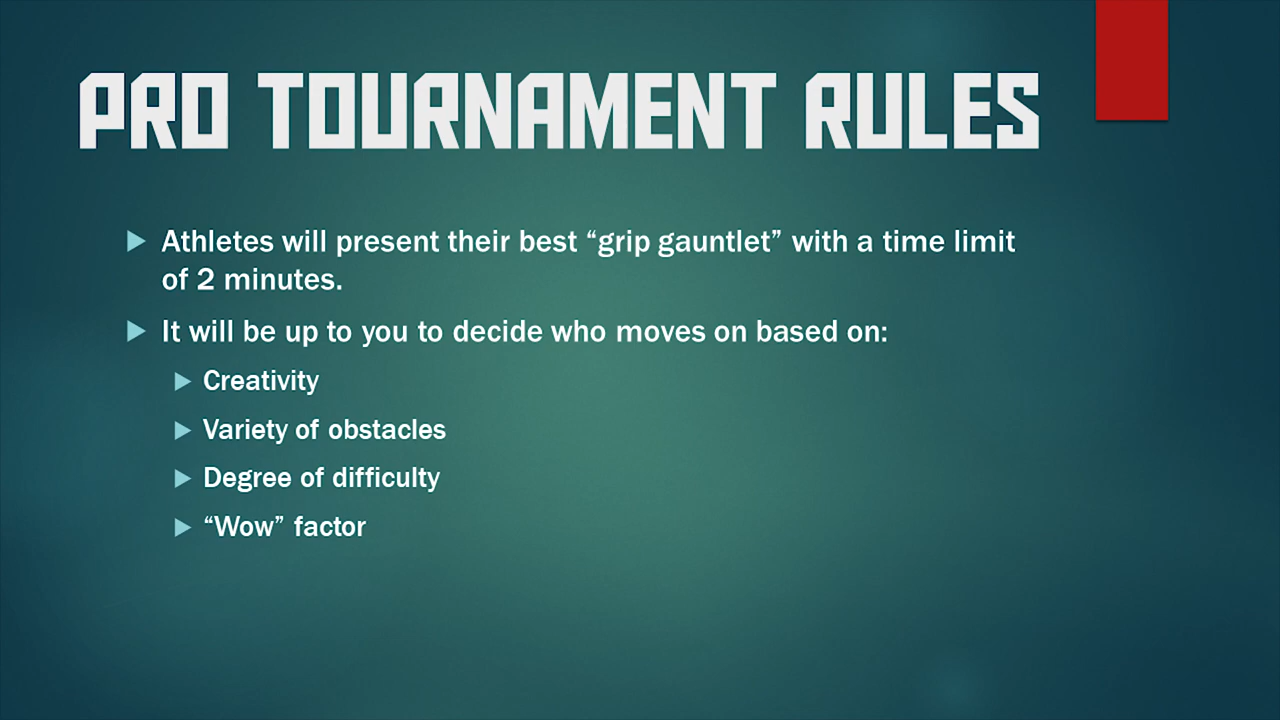 PRO TOURNAMENT RULES
Athletes will present their best “grip gauntlet” with a time limit
of 2 minutes.
It will be up to you to decide who moves on based on:
Creativity
Variety of obstacles
Degree of difficulty
“Wow” factor